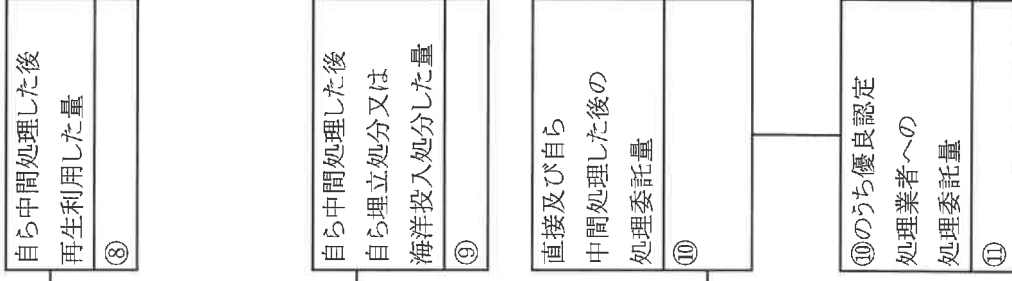 自ら中間処理した後
再生利用した量
⑧
自ら中間処理した後
自ら埋立処分又は
海洋投入処分した量
⑨
直接及び自ら
中間処理した後の
処理委託量
⑩
⑩のうち優良認定
処理業者への
処理委託量
⑪